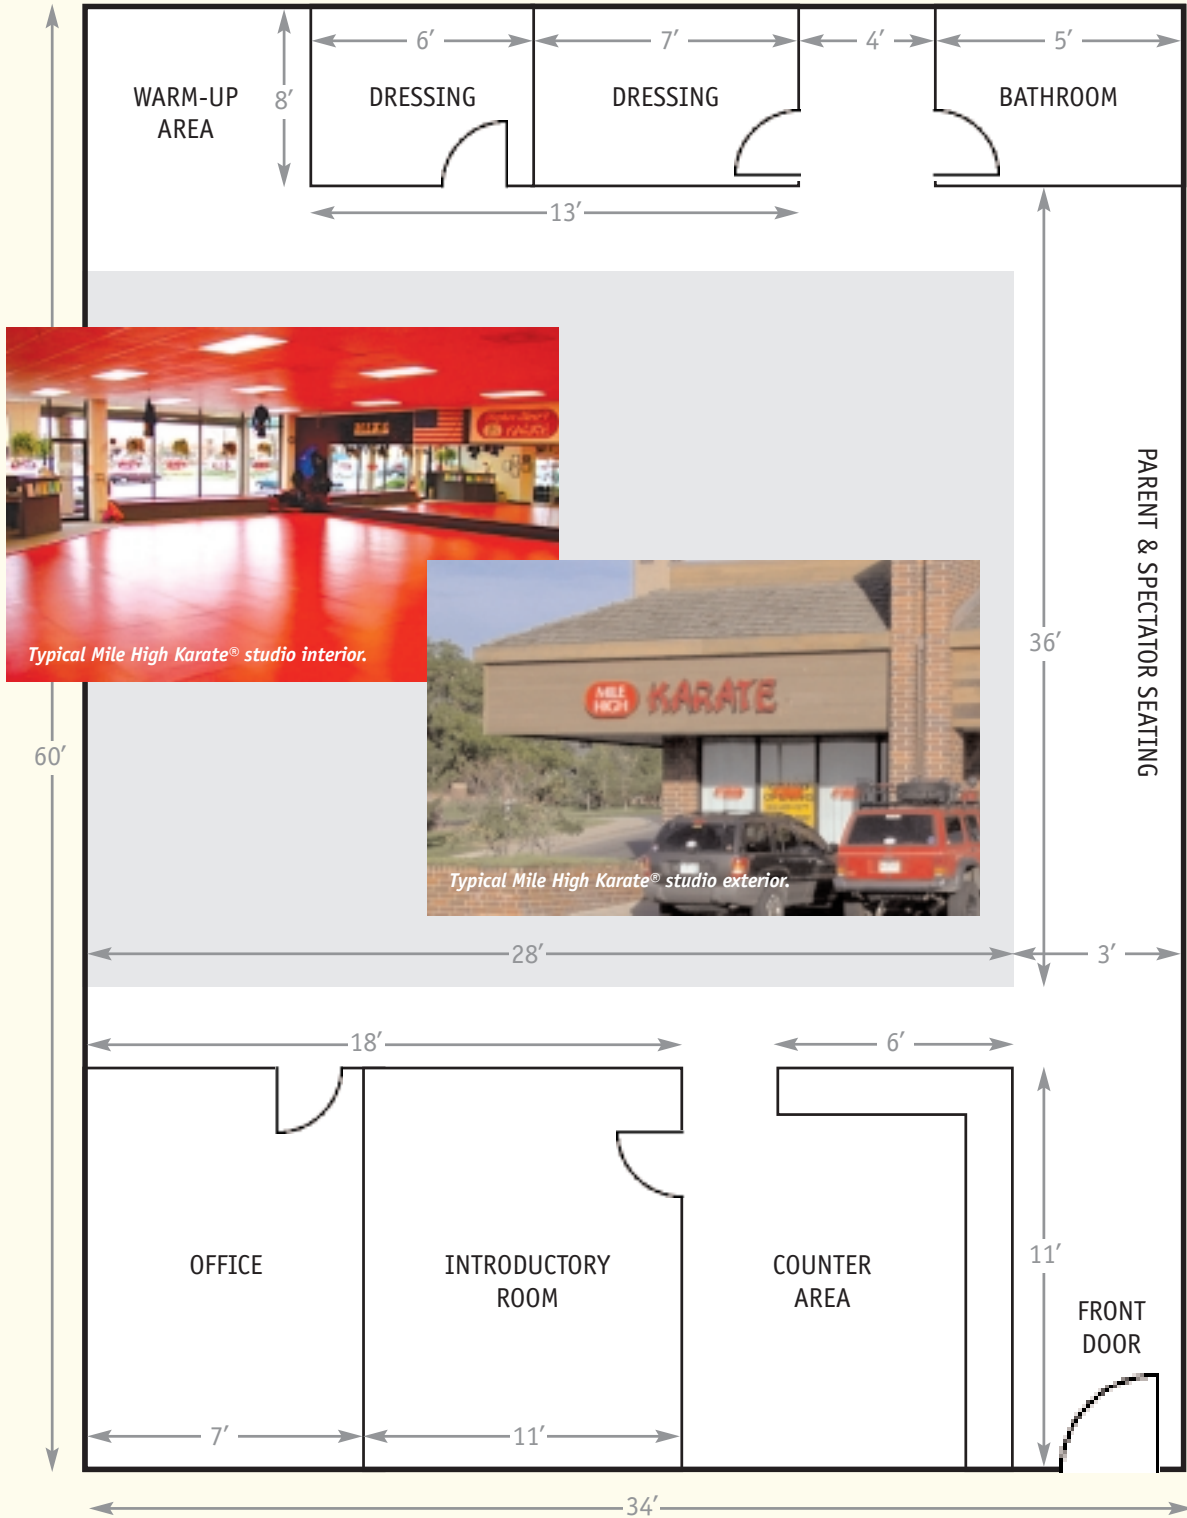 6′
7′
4′
5′
WARM-UP
AREA
8′
DRESSING
DRESSING
BATHROOM
13′
PARENT & SPECTATOR SEATING
Typical Mile High Karate® studio interior.
36′
MILE
HIGH
KARATE
60′
Typical Mile High Karate® studio exterior.
28′
3′
18′
6′
OFFICE
INTRODUCTORY
ROOM
COUNTER
AREA
11′
FRONT
DOOR
7′
11′
34′